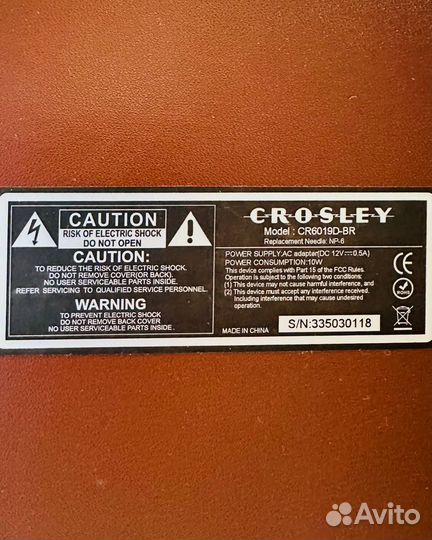 CAUTION
RISK OF ELECTRIC SHOCK
DO NOT OPEN
CAUTION:
TO REDUCE THE RISK OF ELECTRIC SHOCK.
DO NOT REMOVE COVER(OR BACK).
NO USER SERVICEABLE PARTS INSIDE.
REFER SERVICING TO QUALIFIED SERVICE PERSONNEL.
WARNING
TO PREVENT ELECTRIC SHOCK
DO NOT REMOVE BACK COVER
NO USER SERVICEABLE PARTS INSIDE
CROSLEY
Model: CR6019D-BR
Replacement Needle: NP-6
POWER SUPPLY:AC adapter(DC 12V⎓0.5A)
POWER CONSUMPTION:10W
This device complies with Part 15 of the FCC Rules.
Operation is subject to the following two conditions:
(1) This device may not cause harmful interference, and
(2) This device must accept any interference received,
Including interference that may cause undesired
operation.
MADE IN CHINA
S/N:335030118
RoHS
Avito